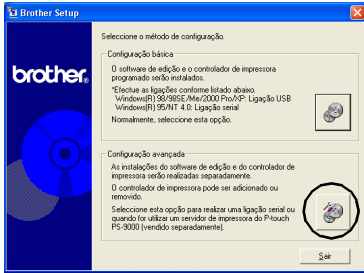 Brother Setup
Seleccione o método de configuração.
brother®
Configuração básica
O software de edição e o controlador de impressora
programado serão instalados.
*Efectue as ligações conforme listado abaixo.
Windows(R) 98/98SE/Me/2000 Pro/XP: Ligação USB
Windows(R) 95/NT 4.0: Ligação serial
Normalmente, seleccione esta opção.
Configuração avançada
As instalações do software de edição e do controlador de
impressora serão realizadas separadamente.
O controlador de impressora pode ser adicionado ou
removido.
Seleccione esta opção para realizar uma ligação serial ou
quando for utilizar um servidor de impressora do P-touch
PS-9000 (vendido separadamente).
Sair